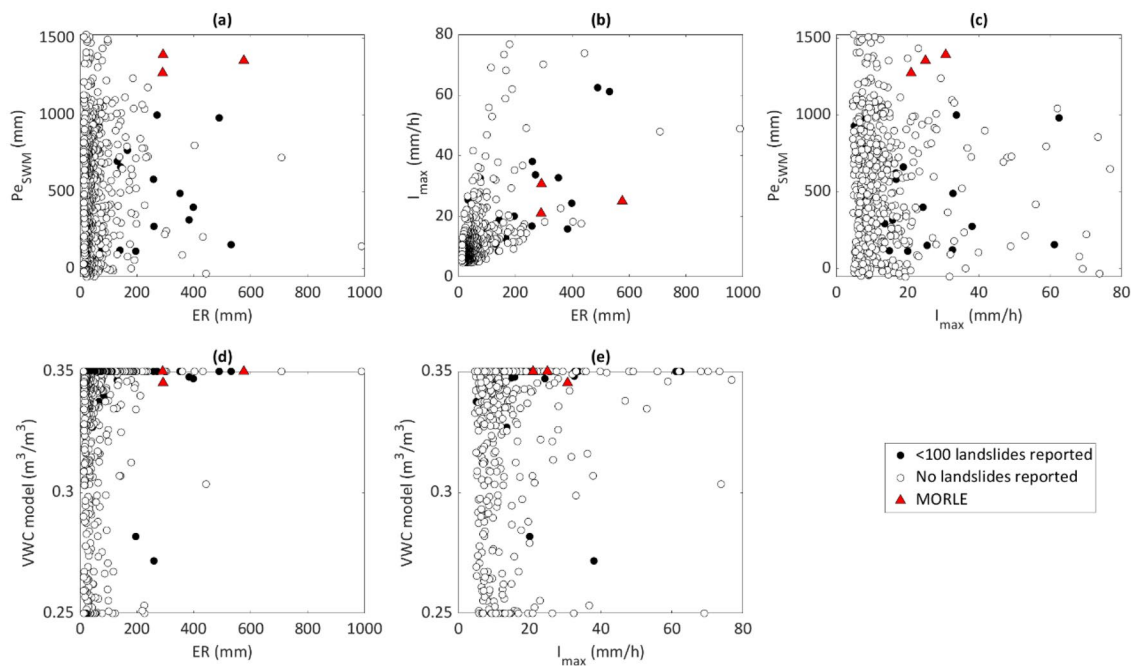 (a)
1500
1000
500
0
Pe_SWM (mm)
0 200 400 600 800 1000
ER (mm)
(b)
80
60
40
20
0
I_max (mm/h)
0 200 400 600 800 1000
ER (mm)
(c)
1500
1000
500
0
Pe_SWM (mm)
0 20 40 60 80
I_max (mm/h)
(d)
0.35
0.3
0.25
VWC model (m³/m³)
0 200 400 600 800 1000
ER (mm)
(e)
0.35
0.3
0.25
VWC model (m³/m³)
0 20 40 60 80
I_max (mm/h)
<100 landslides reported
No landslides reported
MORLE